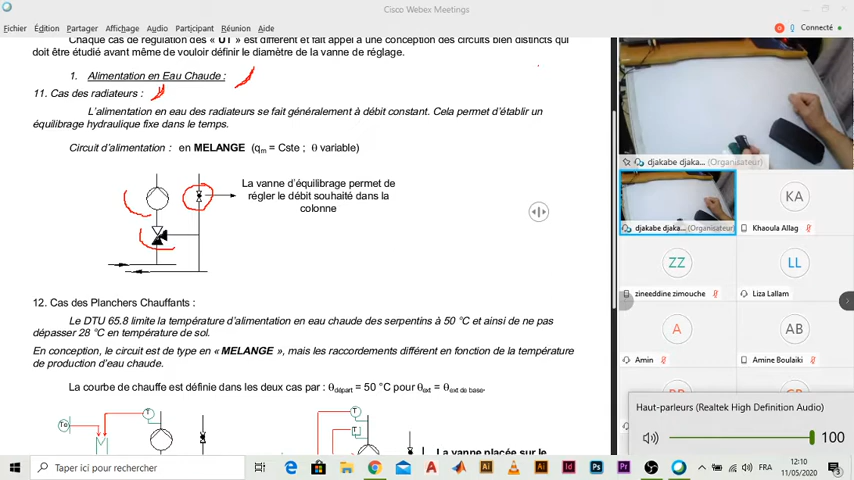 Cisco Webex Meetings
Fichier Édition Partager Affichage Audio Participant Réunion Aide
Connecté
Chaque cas de régulation des « UT » est différent et fait appel à une conception des circuits bien distincts qui
doit être étudié avant même de vouloir définir le diamètre de la vanne de réglage.
1. Alimentation en Eau Chaude :
11. Cas des radiateurs :
L'alimentation en eau des radiateurs se fait généralement à débit constant. Cela permet d'établir un
équilibrage hydraulique fixe dans le temps.
Circuit d'alimentation : en MELANGE (qm = Cste ; θ variable)
La vanne d'équilibrage permet de
régler le débit souhaité dans la
colonne
12. Cas des Planchers Chauffants :
Le DTU 65.8 limite la température d'alimentation en eau chaude des serpentins à 50 °C et ainsi de ne pas
dépasser 28 °C en température de sol.
En conception, le circuit est de type en « MELANGE », mais les raccordements différent en fonction de la température
de production d'eau chaude.
La courbe de chauffe est définie dans les deux cas par : θdépart = 50 °C pour θext = θext de base.
Te T
T
T
La vanne placée sur le
djakabe djaka... (Organisateur)
djakabe djak... (Organisateur)
KA
Khaoula Allag
ZZ
zineeddine zimouche
LL
Liza Lallam
A
Amin
AB
Amine Boulaiki
Haut-parleurs (Realtek High Definition Audio)
100
Taper ici pour rechercher
FRA
12:10
11/05/2020